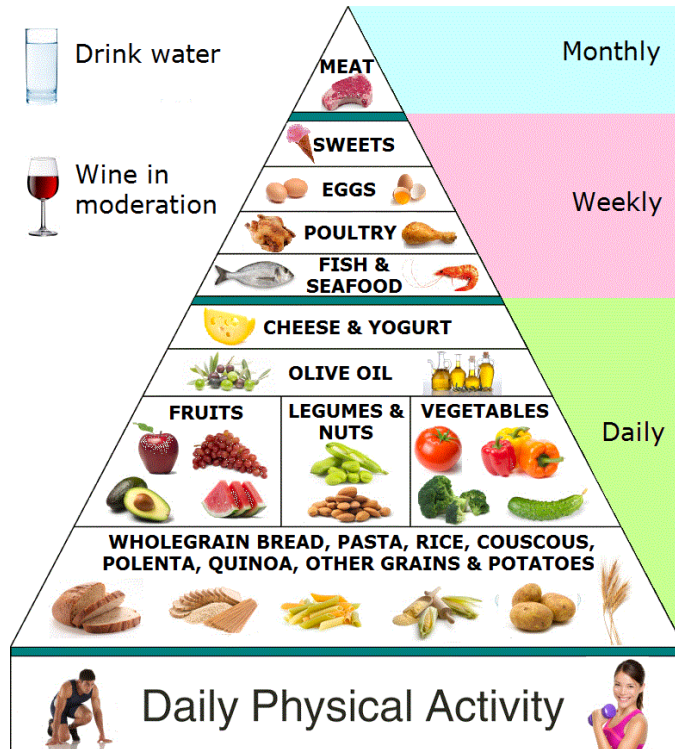 Drink water
Wine in
moderation
Monthly
Weekly
Daily
MEAT
SWEETS
EGGS
POULTRY
FISH &
SEAFOOD
CHEESE & YOGURT
OLIVE OIL
FRUITS
LEGUMES &
NUTS
VEGETABLES
WHOLEGRAIN BREAD, PASTA, RICE, COUSCOUS,
POLENTA, QUINOA, OTHER GRAINS & POTATOES
Daily Physical Activity